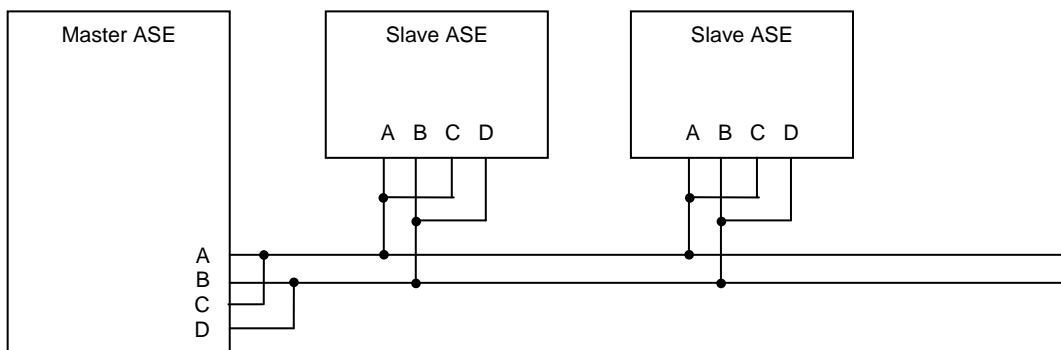 Master ASE
Slave ASE
Slave ASE
A B C D
A B C D
A
B
C
D